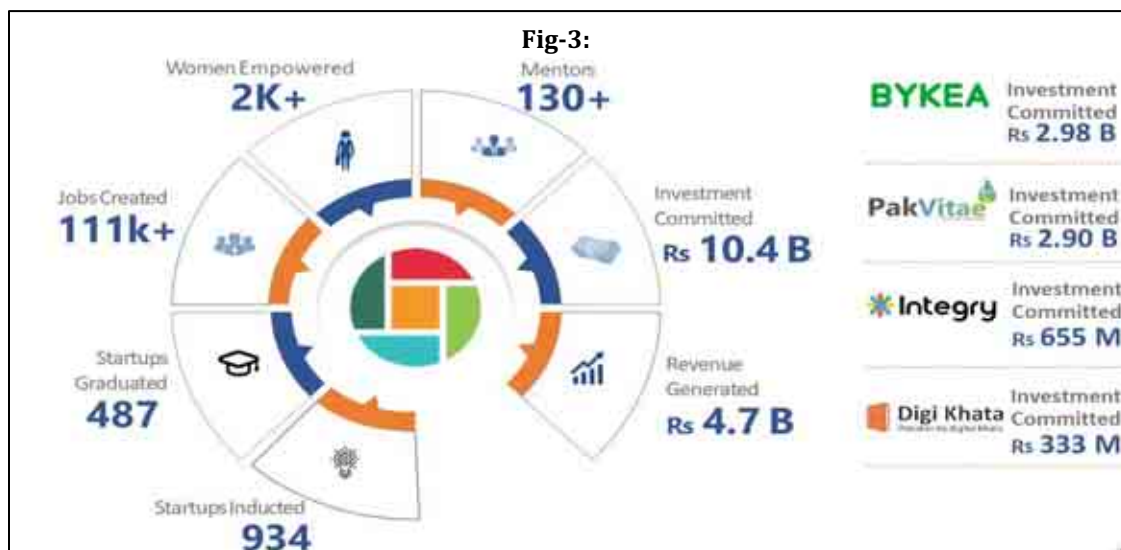 Fig-3:
Women Empowered
2K+
Mentors
130+
Jobs Created
111k+
Investment
Committed
Rs 10.4 B
Startups
Graduated
487
Revenue
Generated
Rs 4.7 B
Startups Inducted
934
BYKEA
Investment
Committed
Rs 2.98 B
PakVitae
Investment
Committed
Rs 2.90 B
Integry
Investment
Committed
Rs 655 M
Digi Khata
Investment
Committed
Rs 333 M